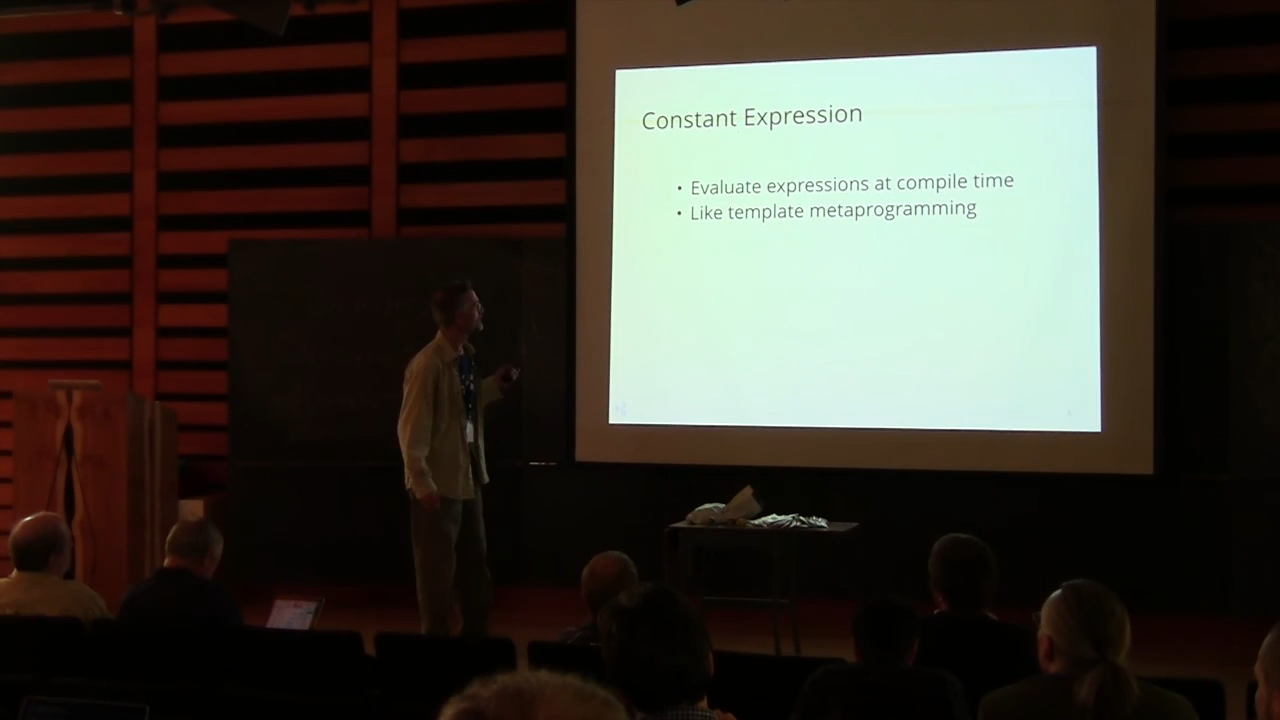 Constant Expression
• Evaluate expressions at compile time
• Like template metaprogramming